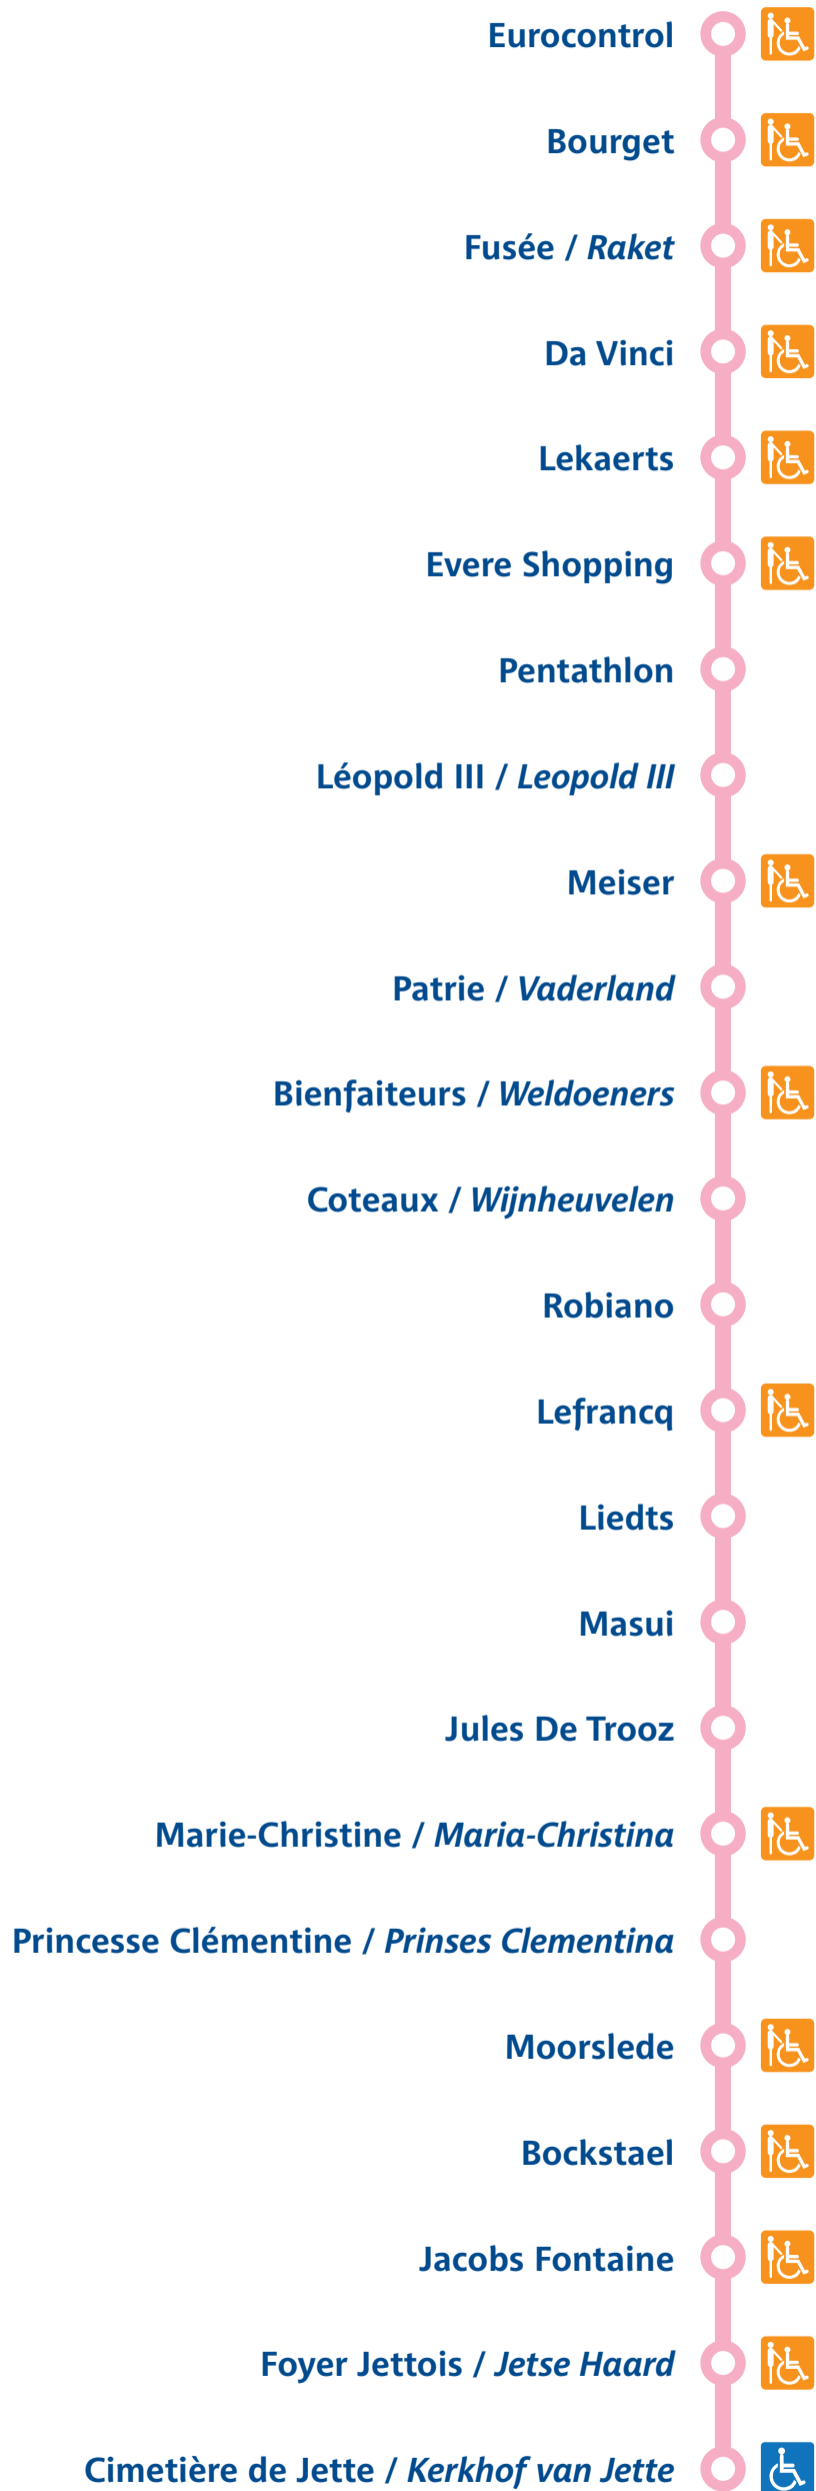 Eurocontrol
Bourget
Fusée / Raket
Da Vinci
Lekaerts
Evere Shopping
Pentathlon
Léopold III / Leopold III
Meiser
Patrie / Vaderland
Bienfaiteurs / Weldoeners
Coteaux / Wijnheuvelen
Robiano
Lefrancq
Liedts
Masui
Jules De Trooz
Marie-Christine / Maria-Christina
Princesse Clémentine / Prinses Clementina
Moorslede
Bockstael
Jacobs Fontaine
Foyer Jettois / Jetse Haard
Cimetière de Jette / Kerkhof van Jette